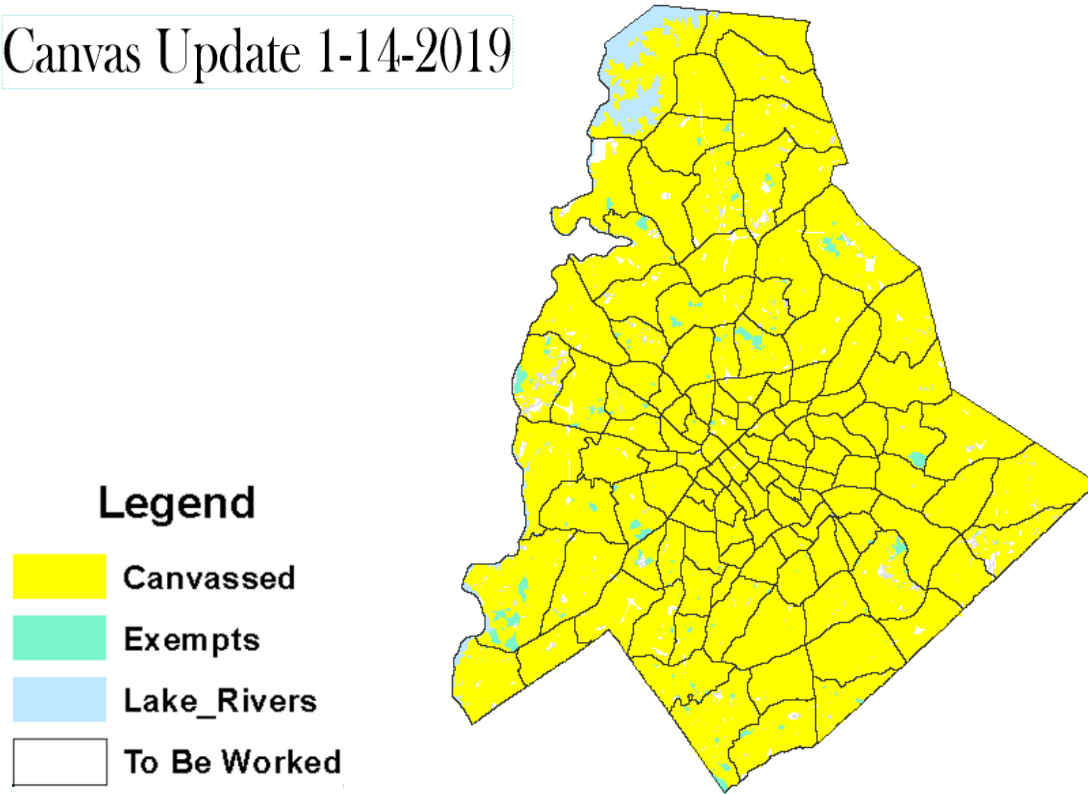 Canvas Update 1-14-2019
Legend
Canvassed
Exempts
Lake_Rivers
To Be Worked